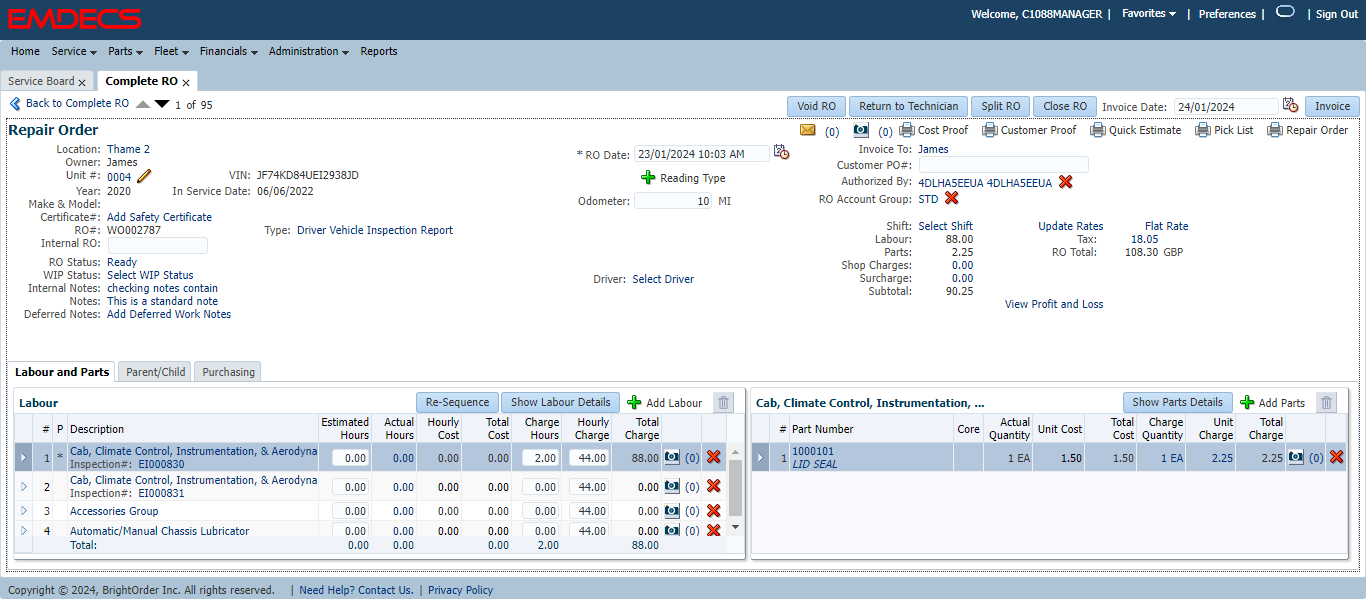 EMDECS
Welcome, C1088MANAGER | Favorites | Preferences | | Sign Out
Home Service Parts Fleet Financials Administration Reports
Service Board x Complete RO x
Back to Complete RO 1 of 95 Void RO Return to Technician Split RO Close RO Invoice Date: 24/01/2024 Invoice
Repair Order (0) (0) Cost Proof Customer Proof Quick Estimate Pick List Repair Order
Location: Thame 2
Owner: James
Unit #: 0004 VIN: JF74KD84UEI2938JD
Year: 2020 In Service Date: 06/06/2022
Make & Model:
Certificate#: Add Safety Certificate
RO#: WO002787 Type: Driver Vehicle Inspection Report
Internal RO:
RO Status: Ready
WIP Status: Select WIP Status
Internal Notes: checking notes contain
Notes: This is a standard note
Deferred Notes: Add Deferred Work Notes
* RO Date: 23/01/2024 10:03 AM
Reading Type
Odometer: 10 MI
Driver: Select Driver
Invoice To: James
Customer PO#:
Authorized By: 4DLHA5EEUA 4DLHA5EEUA
RO Account Group: STD
Shift: Select Shift Update Rates Flat Rate
Labour: 88.00 Tax: 18.05
Parts: 2.25 RO Total: 108.30 GBP
Shop Charges: 0.00
Surcharge: 0.00
Subtotal: 90.25
View Profit and Loss
Labour and Parts Parent/Child Purchasing
Labour Re-Sequence Show Labour Details Add Labour
# P Description Estimated Hours Actual Hours Hourly Cost Total Cost Charge Hours Hourly Charge Total Charge
1 * Cab, Climate Control, Instrumentation, & Aerodyna 0.00 0.00 0.00 0.00 2.00 44.00 88.00 (0)
Inspection#: EI000830
2 Cab, Climate Control, Instrumentation, & Aerodyna 0.00 0.00 0.00 0.00 0.00 44.00 0.00 (0)
Inspection#: EI000831
3 Accessories Group 0.00 0.00 0.00 0.00 0.00 44.00 0.00 (0)
4 Automatic/Manual Chassis Lubricator 0.00 0.00 0.00 0.00 0.00 44.00 0.00 (0)
Total: 0.00 0.00 0.00 2.00 88.00
Cab, Climate Control, Instrumentation, ... Show Parts Details Add Parts
# Part Number Core Actual Quantity Unit Cost Total Cost Charge Quantity Unit Charge Total Charge
1 1000101 1 EA 1.50 1.50 1 EA 2.25 2.25 (0)
LID SEAL
Copyright © 2024, BrightOrder Inc. All rights reserved. | Need Help? Contact Us. | Privacy Policy